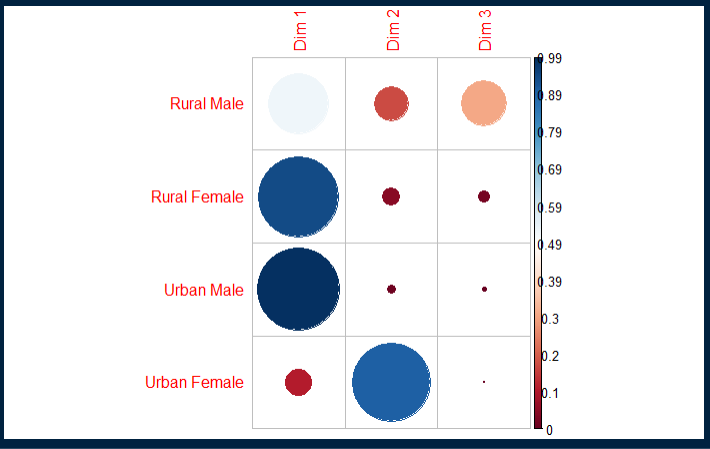 Dim 1
Dim 2
Dim 3
Rural Male
Rural Female
Urban Male
Urban Female
0.99
0.89
0.79
0.69
0.59
0.49
0.39
0.3
0.2
0.1
0